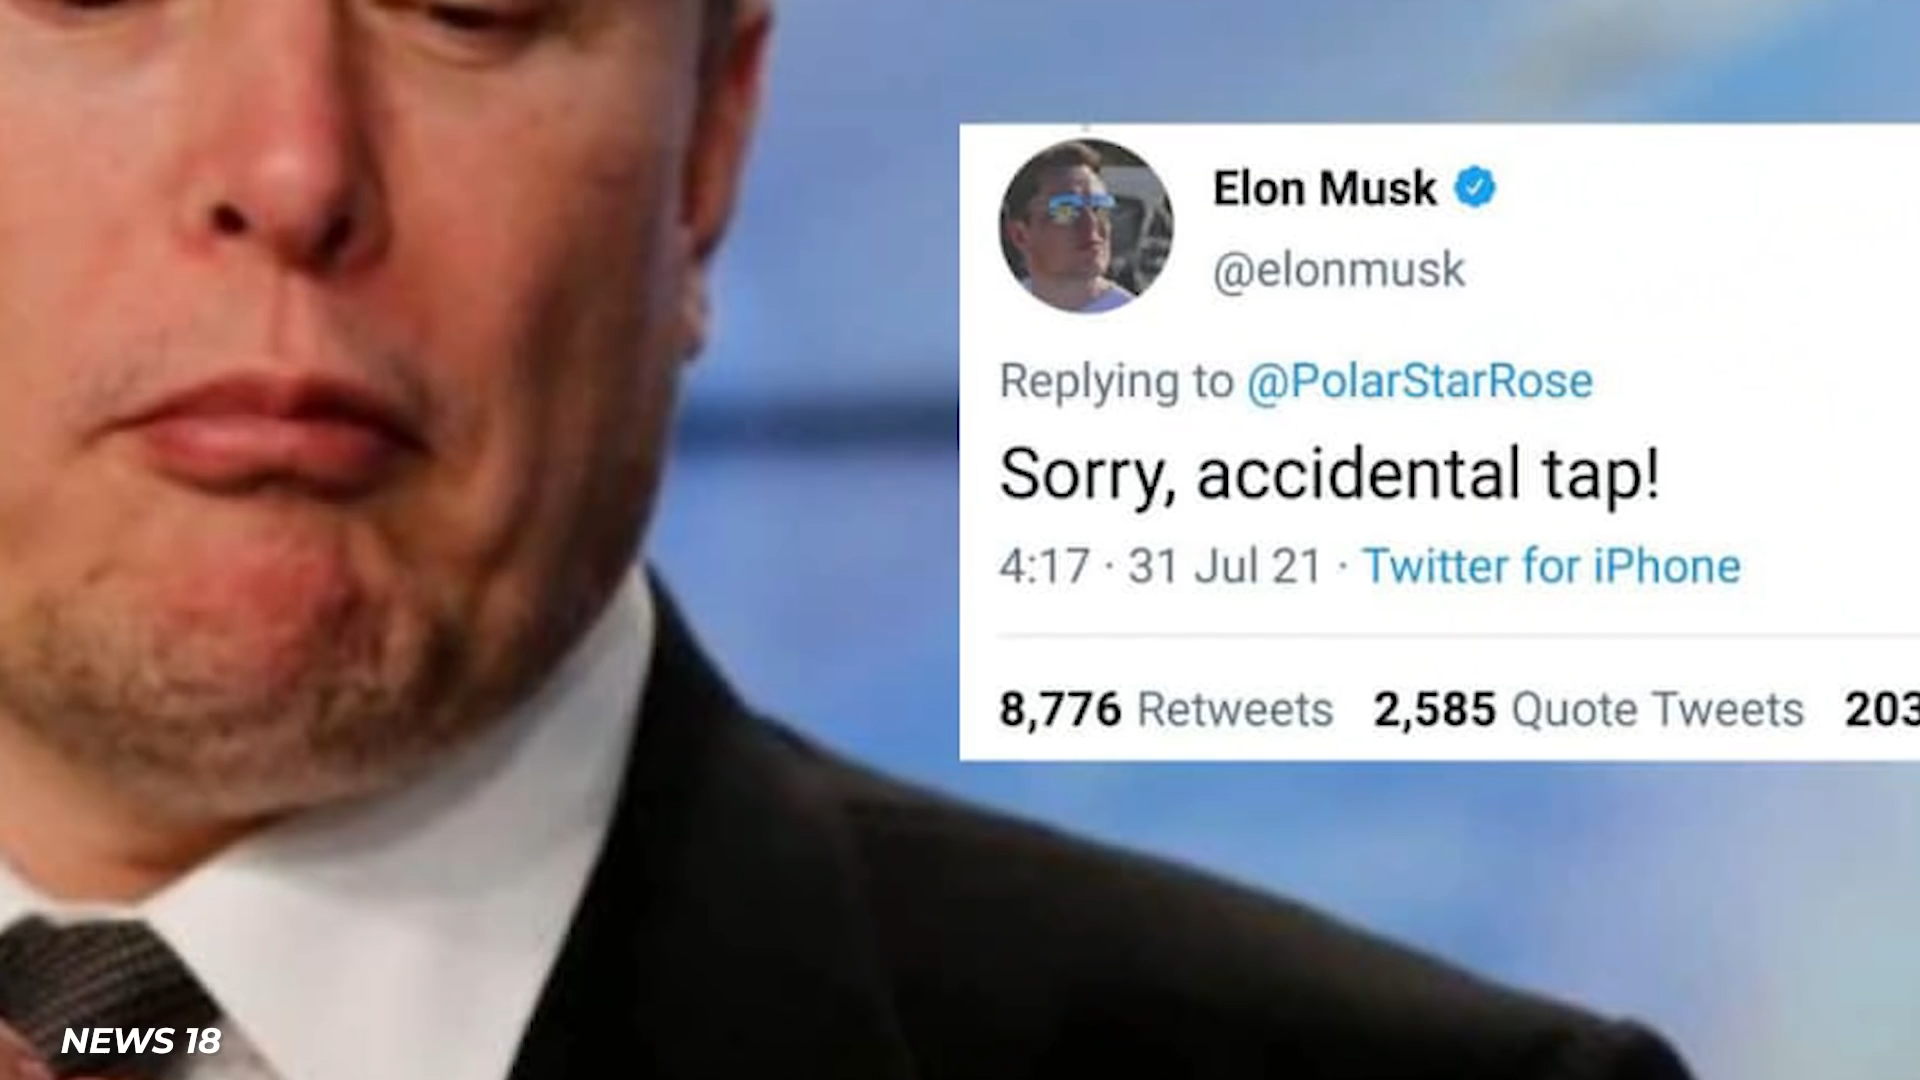 Elon Musk
@elonmusk
Replying to @PolarStarRose
Sorry, accidental tap!
4:17 · 31 Jul 21 · Twitter for iPhone
8,776 Retweets 2,585 Quote Tweets 203
NEWS 18